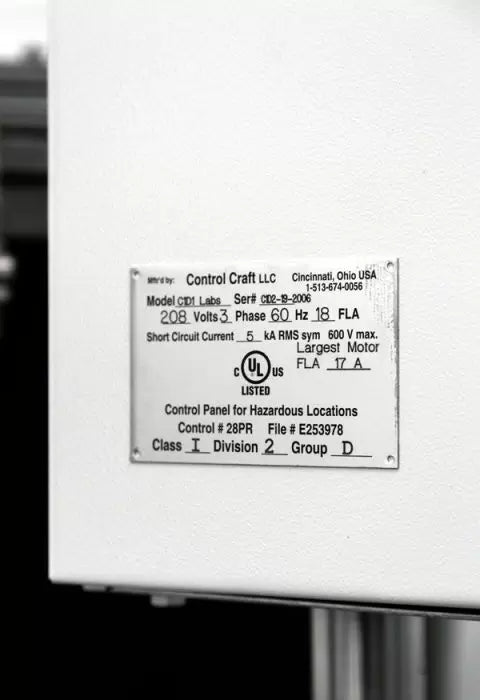 Mfr'd by: Control Craft LLC Cincinnati, Ohio USA
1-513-674-0056
Model C1D1 Labs Ser# C1D2-19-2006
208 Volts 3 Phase 60 Hz 18 FLA
Short Circuit Current 5 kA RMS sym 600 V max.
Largest Motor
FLA 17 A
C UL US
LISTED
Control Panel for Hazardous Locations
Control # 28PR File # E253978
Class I Division 2 Group D